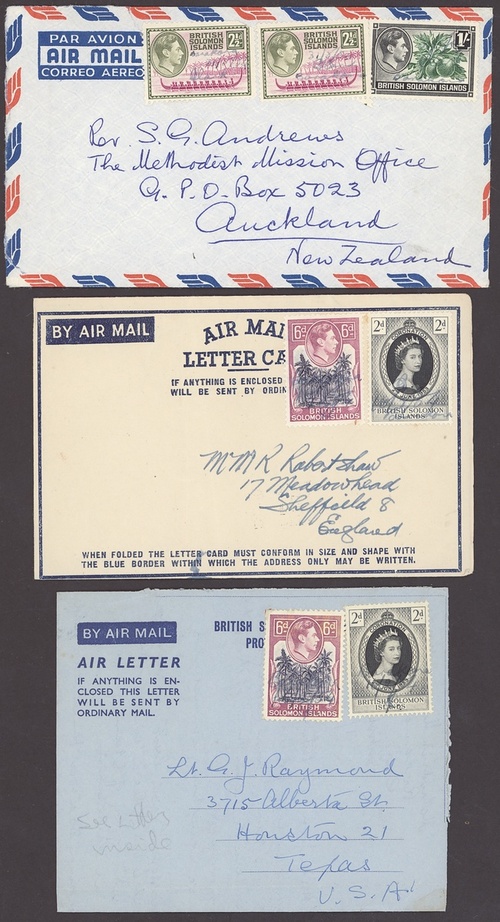 PAR AVION
AIR MAIL
CORREO AEREO
2½d BRITISH SOLOMON ISLANDS
2½d BRITISH SOLOMON ISLANDS
1/-
BRITISH SOLOMON ISLANDS
Rev S. G. Andrews
The Methodist Mission Office
G. P. O. Box 5023
Auckland
New Zealand
BY AIR MAIL
AIR MAI
LETTER CA
IF ANYTHING IS ENCLOSED
WILL BE SENT BY ORDIN
6d 6d
BRITISH
SOLOMON ISLANDS
2d 2d
CORONATION
BRITISH SOLOMON
ISLANDS
Mr M R Robertshaw
17 Meadowhead
Sheffield 8
England
WHEN FOLDED THE LETTER CARD MUST CONFORM IN SIZE AND SHAPE WITH
THE BLUE BORDER WITHIN WHICH THE ADDRESS ONLY MAY BE WRITTEN.
BY AIR MAIL
AIR LETTER
IF ANYTHING IS EN-
CLOSED THIS LETTER
WILL BE SENT BY
ORDINARY MAIL.
BRITISH S
PRO
6d 6d
BRITISH
SOLOMON ISLANDS
2d 2d
CORONATION
BRITISH SOLOMON
ISLANDS
Lt. G. J. Raymond
3715 Alberta St.
Houston 21
Texas
U.S.A.
See letters
inside